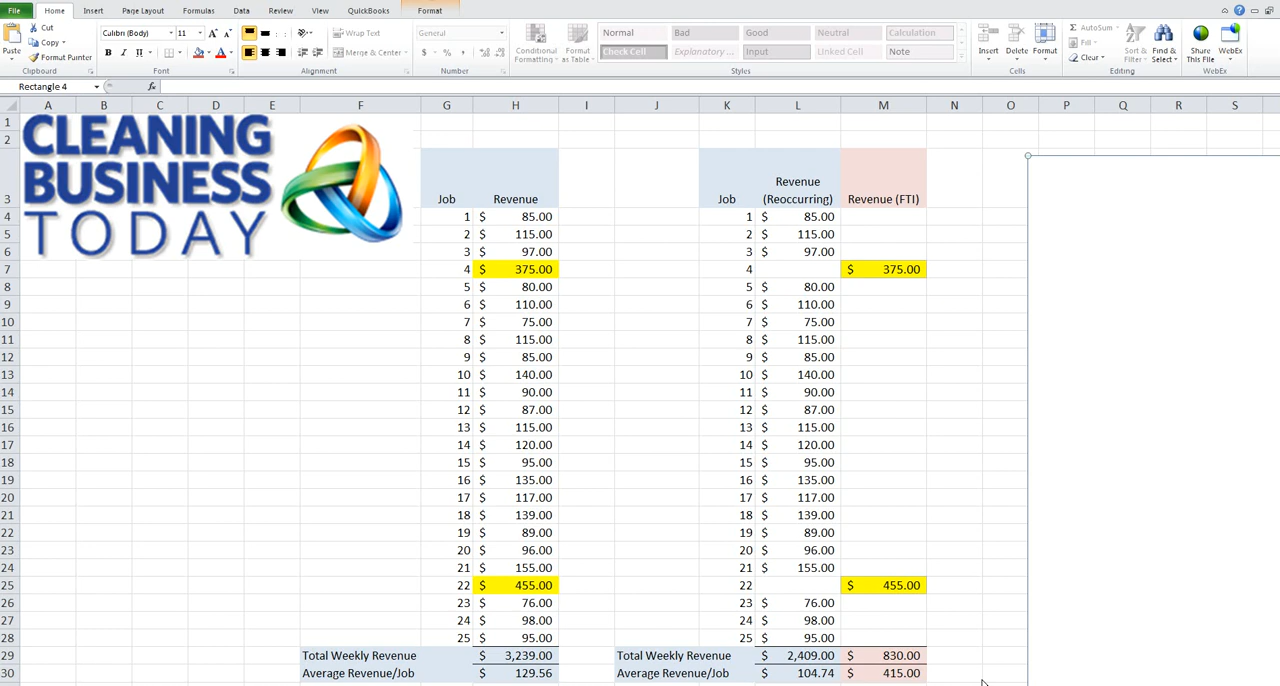 File Home Insert Page Layout Formulas Data Review View QuickBooks Format
Cut
Copy
Format Painter
Paste
Clipboard
Calibri (Body) 11
B I U
Font
Wrap Text
Merge & Center
Alignment
General
$ % ,
Number
Conditional Formatting
Format as Table
Normal Bad Good Neutral Calculation
Check Cell Explanatory ... Input Linked Cell Note
Styles
Insert Delete Format
Cells
AutoSum
Fill
Clear
Sort & Filter
Find & Select
Editing
Share This File
WebEx
WebEx
Rectangle 4 fx
A B C D E F G H I J K L M N O P Q R S
1
2
CLEANING
BUSINESS
TODAY
3 Job Revenue Job Revenue (Reoccurring) Revenue (FTI)
4 1 $ 85.00 1 $ 85.00
5 2 $ 115.00 2 $ 115.00
6 3 $ 97.00 3 $ 97.00
7 4 $ 375.00 4 $ 375.00
8 5 $ 80.00 5 $ 80.00
9 6 $ 110.00 6 $ 110.00
10 7 $ 75.00 7 $ 75.00
11 8 $ 115.00 8 $ 115.00
12 9 $ 85.00 9 $ 85.00
13 10 $ 140.00 10 $ 140.00
14 11 $ 90.00 11 $ 90.00
15 12 $ 87.00 12 $ 87.00
16 13 $ 115.00 13 $ 115.00
17 14 $ 120.00 14 $ 120.00
18 15 $ 95.00 15 $ 95.00
19 16 $ 135.00 16 $ 135.00
20 17 $ 117.00 17 $ 117.00
21 18 $ 139.00 18 $ 139.00
22 19 $ 89.00 19 $ 89.00
23 20 $ 96.00 20 $ 96.00
24 21 $ 155.00 21 $ 155.00
25 22 $ 455.00 22 $ 455.00
26 23 $ 76.00 23 $ 76.00
27 24 $ 98.00 24 $ 98.00
28 25 $ 95.00 25 $ 95.00
29 Total Weekly Revenue $ 3,239.00 Total Weekly Revenue $ 2,409.00 $ 830.00
30 Average Revenue/Job $ 129.56 Average Revenue/Job $ 104.74 $ 415.00